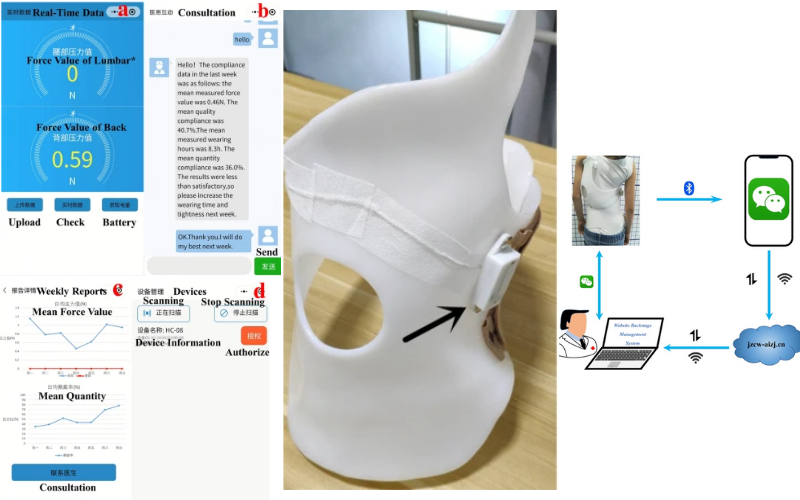 实时数据 Real-Time Data a
腰部压力值
Force Value of Lumbar*
0
N
Force Value of Back
背部压力值
0.59
N
上传数据 实时数据 获取电量
Upload Check Battery
医患互动 Consultation b
hello
Hello! The compliance
data in the last week
was as follows: the
mean measured force
value was 0.46N. The
mean quality
compliance was
40.7%.The mean
measured wearing
hours was 8.3h. The
mean quantity
compliance was 36.0%.
The results were less
than satisfactory,so
please increase the
wearing time and
tightness next week.
OK.Thank you.I will do
my best next week.
Send
发送
报告详情 Weekly Reports c
Mean Force Value
Mean Quantity
联系医生
Consultation
设备管理 Devices d
Scanning Stop Scanning
正在扫描 停止扫描
设备名称: HC-08
Device Information
授权
Authorize
Website Backstage
Management
System
jzcw-aizj.cn